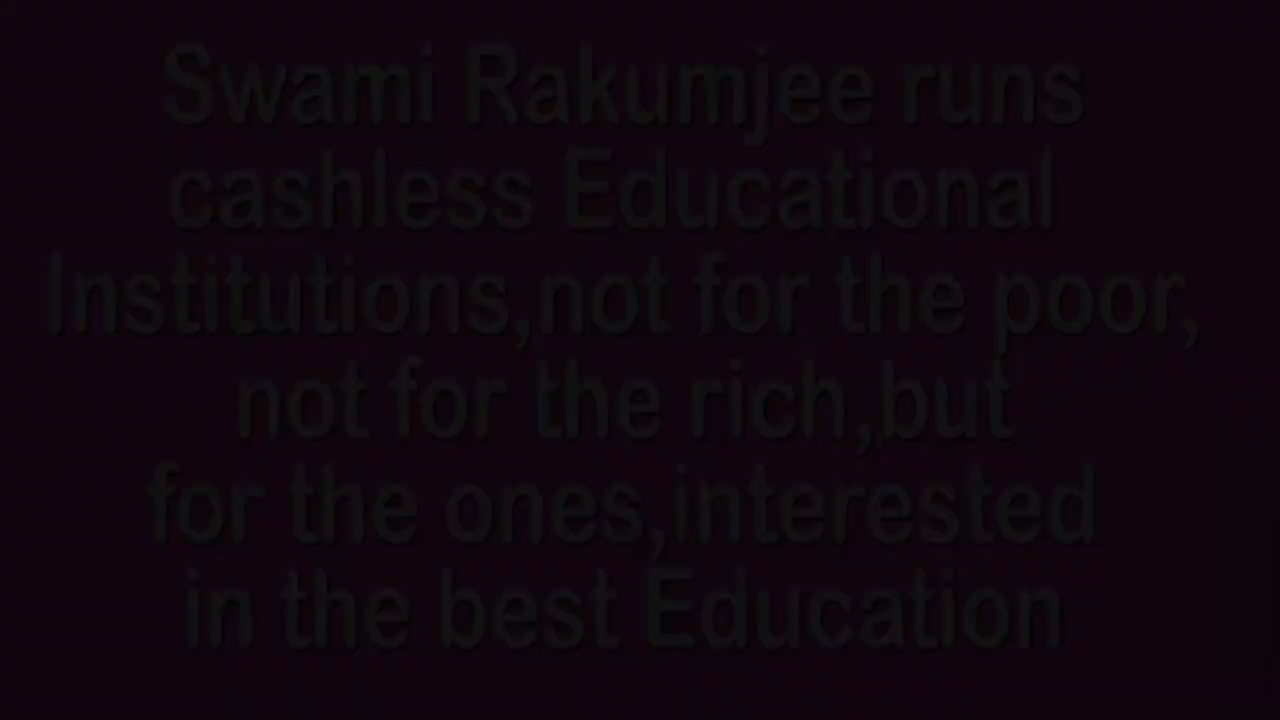 Swami Rakumjee runs
cashless Educational
Institutions,not for the poor,
not for the rich,but
for the ones,interested
in the best Education